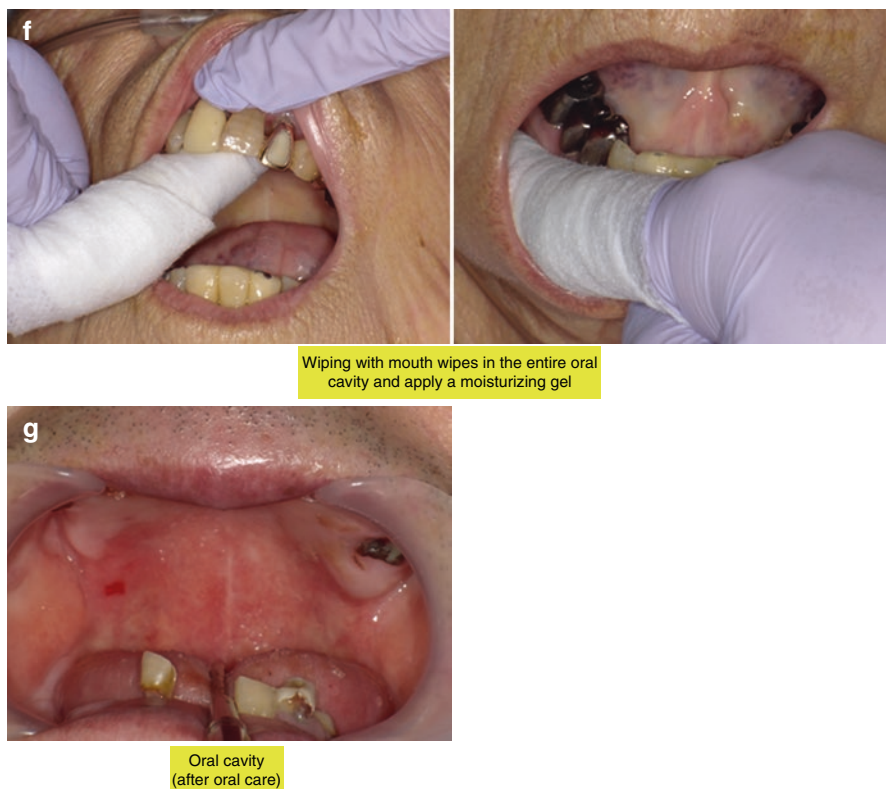 f
Wiping with mouth wipes in the entire oral
cavity and apply a moisturizing gel
g
Oral cavity
(after oral care)